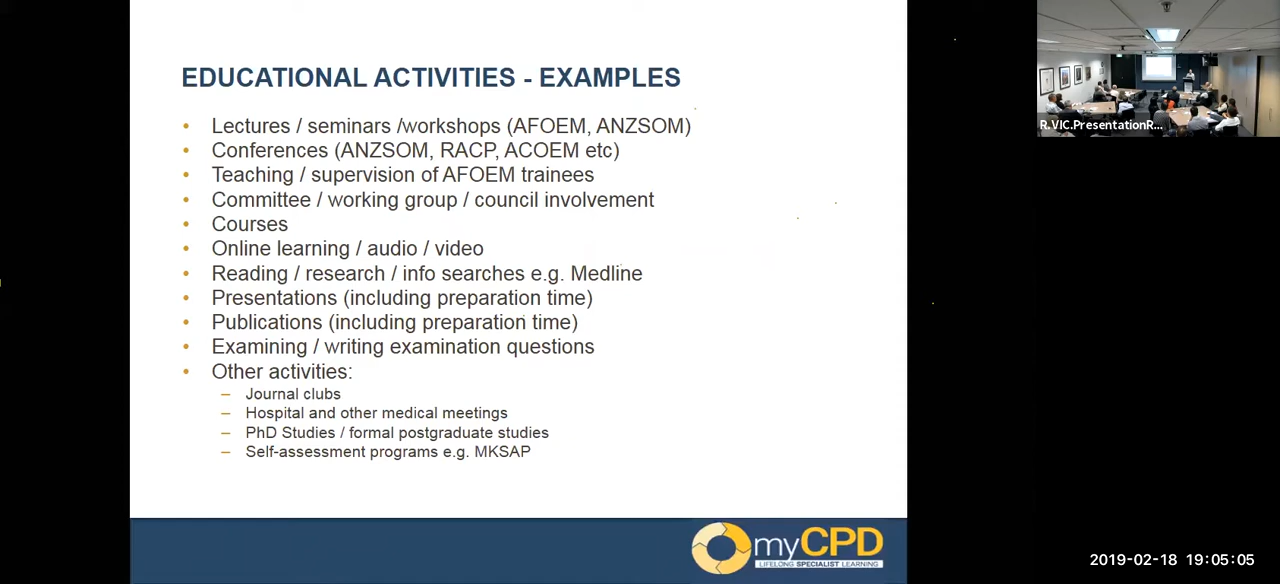 EDUCATIONAL ACTIVITIES - EXAMPLES
• Lectures / seminars /workshops (AFOEM, ANZSOM)
• Conferences (ANZSOM, RACP, ACOEM etc)
• Teaching / supervision of AFOEM trainees
• Committee / working group / council involvement
• Courses
• Online learning / audio / video
• Reading / research / info searches e.g. Medline
• Presentations (including preparation time)
• Publications (including preparation time)
• Examining / writing examination questions
• Other activities:
– Journal clubs
– Hospital and other medical meetings
– PhD Studies / formal postgraduate studies
– Self-assessment programs e.g. MKSAP
myCPD
LIFELONG SPECIALIST LEARNING
R.VIC.PresentationR...
2019-02-18 19:05:05